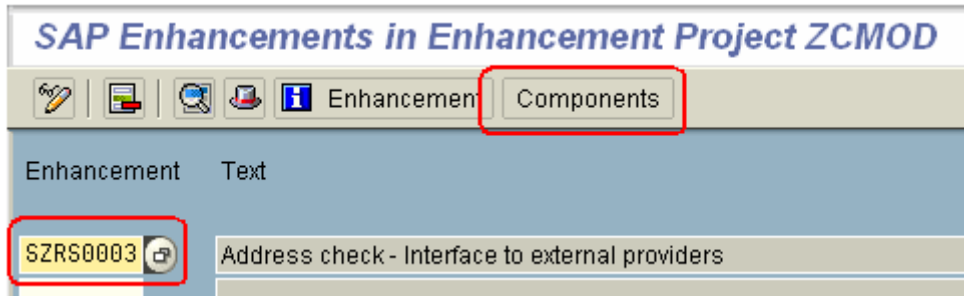 SAP Enhancements in Enhancement Project ZCMOD
Enhancement Components
Enhancement Text
SZRS0003 Address check - Interface to external providers